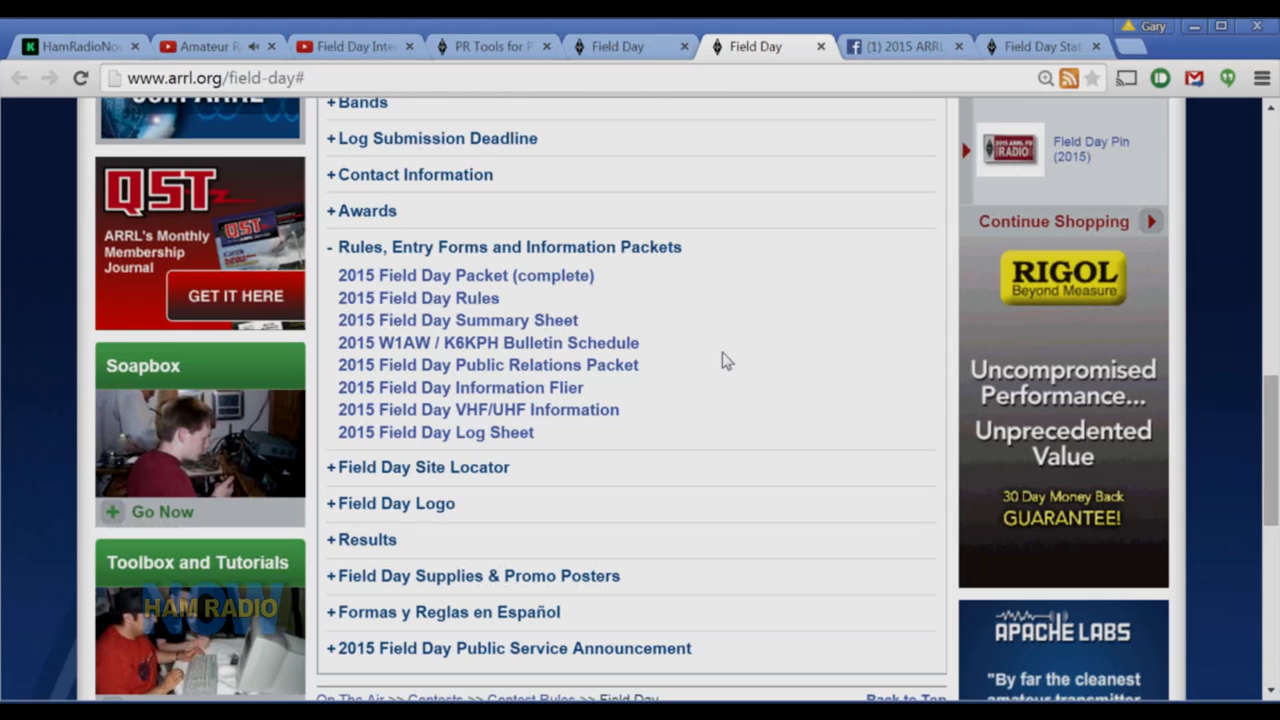 Gary
HamRadioNo
Amateur R
Field Day Inte
PR Tools for P
Field Day
Field Day
(1) 2015 ARRL
Field Day Stat
www.arrl.org/field-day#
Join ARRL
QST
ARRL's Monthly
Membership
Journal
QST
GET IT HERE
Soapbox
Go Now
Toolbox and Tutorials
HAM RADIO
NOW
+Bands
+Log Submission Deadline
+Contact Information
+Awards
- Rules, Entry Forms and Information Packets
2015 Field Day Packet (complete)
2015 Field Day Rules
2015 Field Day Summary Sheet
2015 W1AW / K6KPH Bulletin Schedule
2015 Field Day Public Relations Packet
2015 Field Day Information Flier
2015 Field Day VHF/UHF Information
2015 Field Day Log Sheet
+Field Day Site Locator
+Field Day Logo
+Results
+Field Day Supplies & Promo Posters
+Formas y Reglas en Español
+2015 Field Day Public Service Announcement
On The Air >> Contests >> Contest Rules >> Field Day
Back to Top
Field Day Pin
(2015)
Continue Shopping
RIGOL
Beyond Measure
Uncompromised
Performance...
Unprecedented
Value
30 Day Money Back
GUARANTEE!
APACHE LABS
"By far the cleanest
amateur transmitter